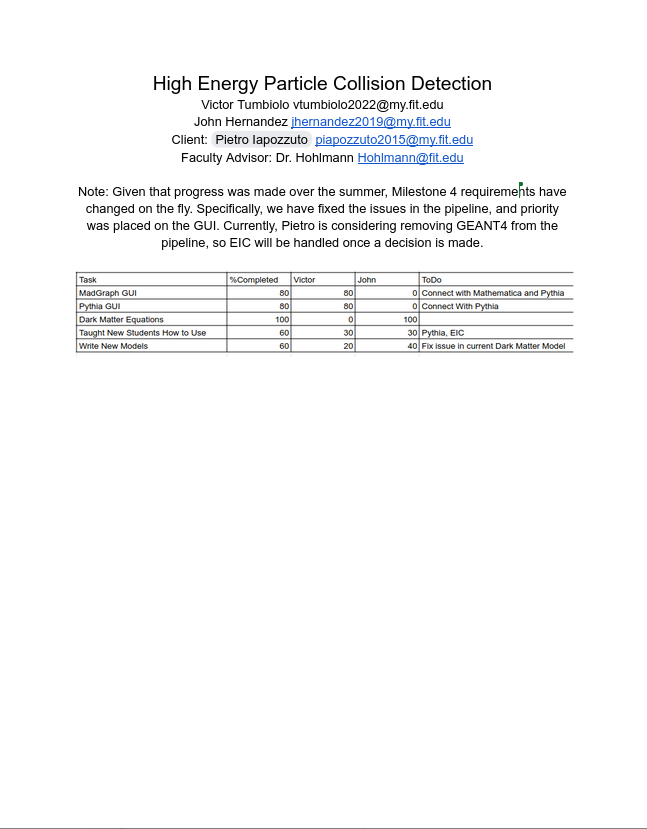 High Energy Particle Collision Detection
Victor Tumbiolo vtumbiolo2022@my.fit.edu
John Hernandez jhernandez2019@my.fit.edu
Client: Pietro Iapozzuto piapozzuto2015@my.fit.edu
Faculty Advisor: Dr. Hohlmann Hohlmann@fit.edu
Note: Given that progress was made over the summer, Milestone 4 requirements have
changed on the fly. Specifically, we have fixed the issues in the pipeline, and priority
was placed on the GUI. Currently, Pietro is considering removing GEANT4 from the
pipeline, so EIC will be handled once a decision is made.
Task %Completed Victor John ToDo
MadGraph GUI 80 80 0 Connect with Mathematica and Pythia
Pythia GUI 80 80 0 Connect With Pythia
Dark Matter Equations 100 0 100
Taught New Students How to Use 60 30 30 Pythia, EIC
Write New Models 60 20 40 Fix issue in current Dark Matter Model